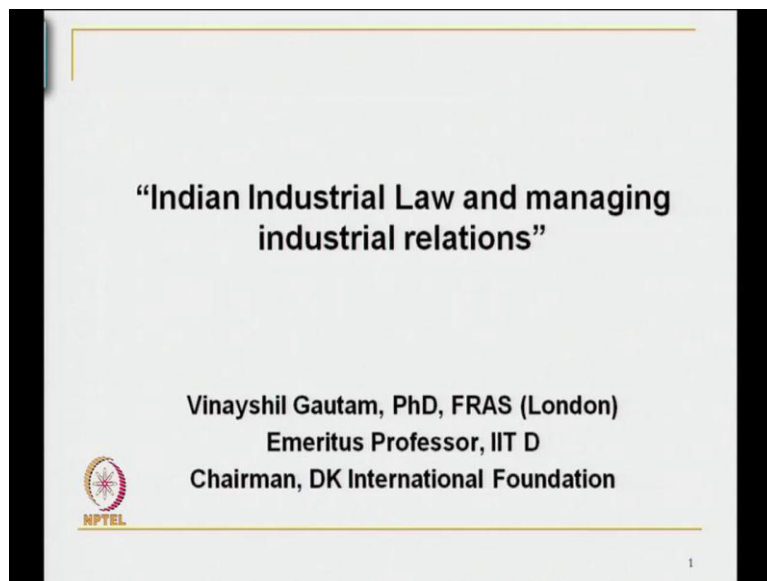 “Indian Industrial Law and managing
industrial relations”
Vinayshil Gautam, PhD, FRAS (London)
Emeritus Professor, IIT D
Chairman, DK International Foundation
NPTEL
1